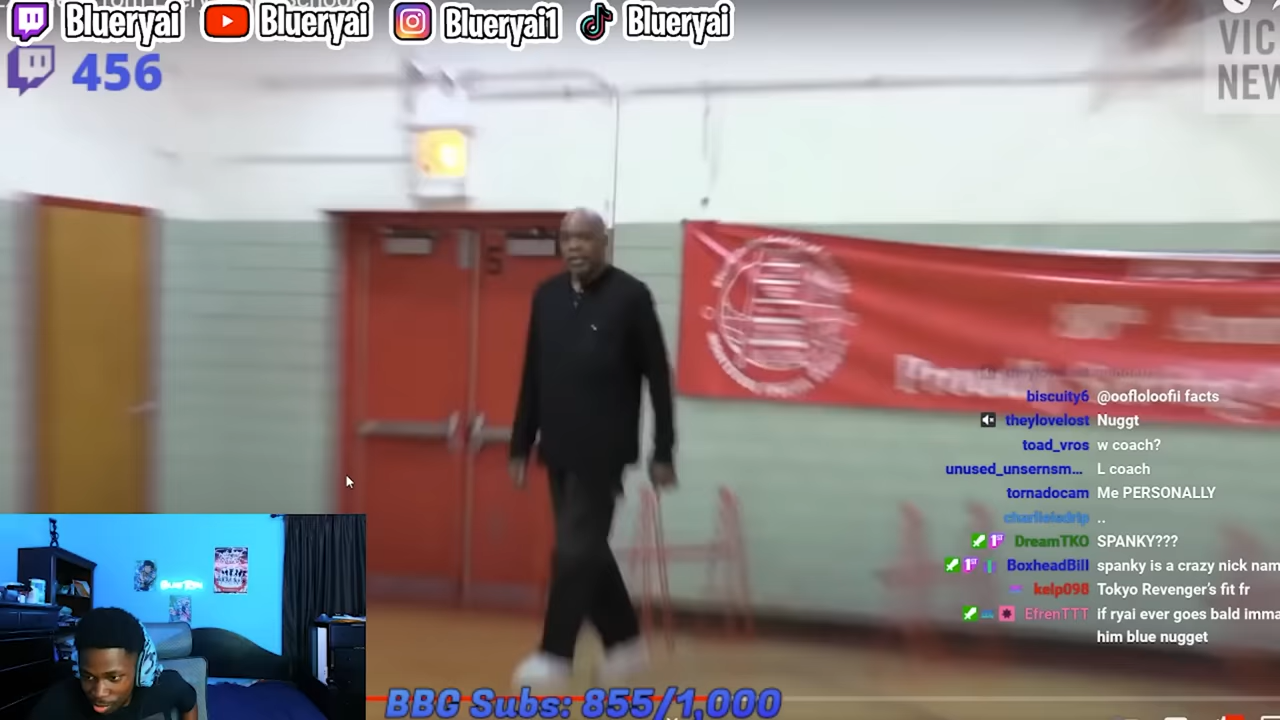 Blueryai Blueryai Blueryai1 Blueryai
456
VIC
NEW
5
biscuity6 @oofloloofii facts
theylovelost Nuggt
toad_vros w coach?
unused_unsernsm... L coach
tornadocam Me PERSONALLY
charlieladrip ..
DreamTKO SPANKY???
BoxheadBill spanky is a crazy nick nam
kelp098 Tokyo Revenger's fit fr
EfrenTTT if ryai ever goes bald imma
him blue nugget
BBG Subs: 855/1,000